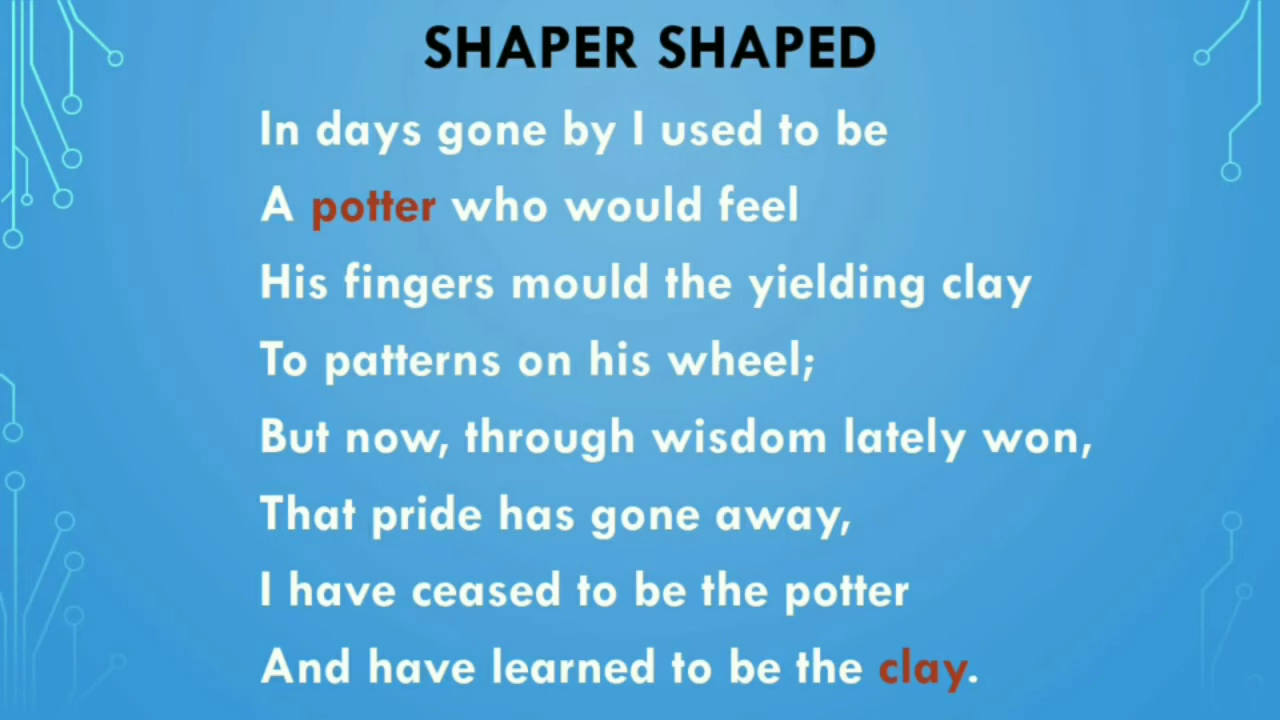 SHAPER SHAPED
In days gone by I used to be
A potter who would feel
His fingers mould the yielding clay
To patterns on his wheel;
But now, through wisdom lately won,
That pride has gone away,
I have ceased to be the potter
And have learned to be the clay.